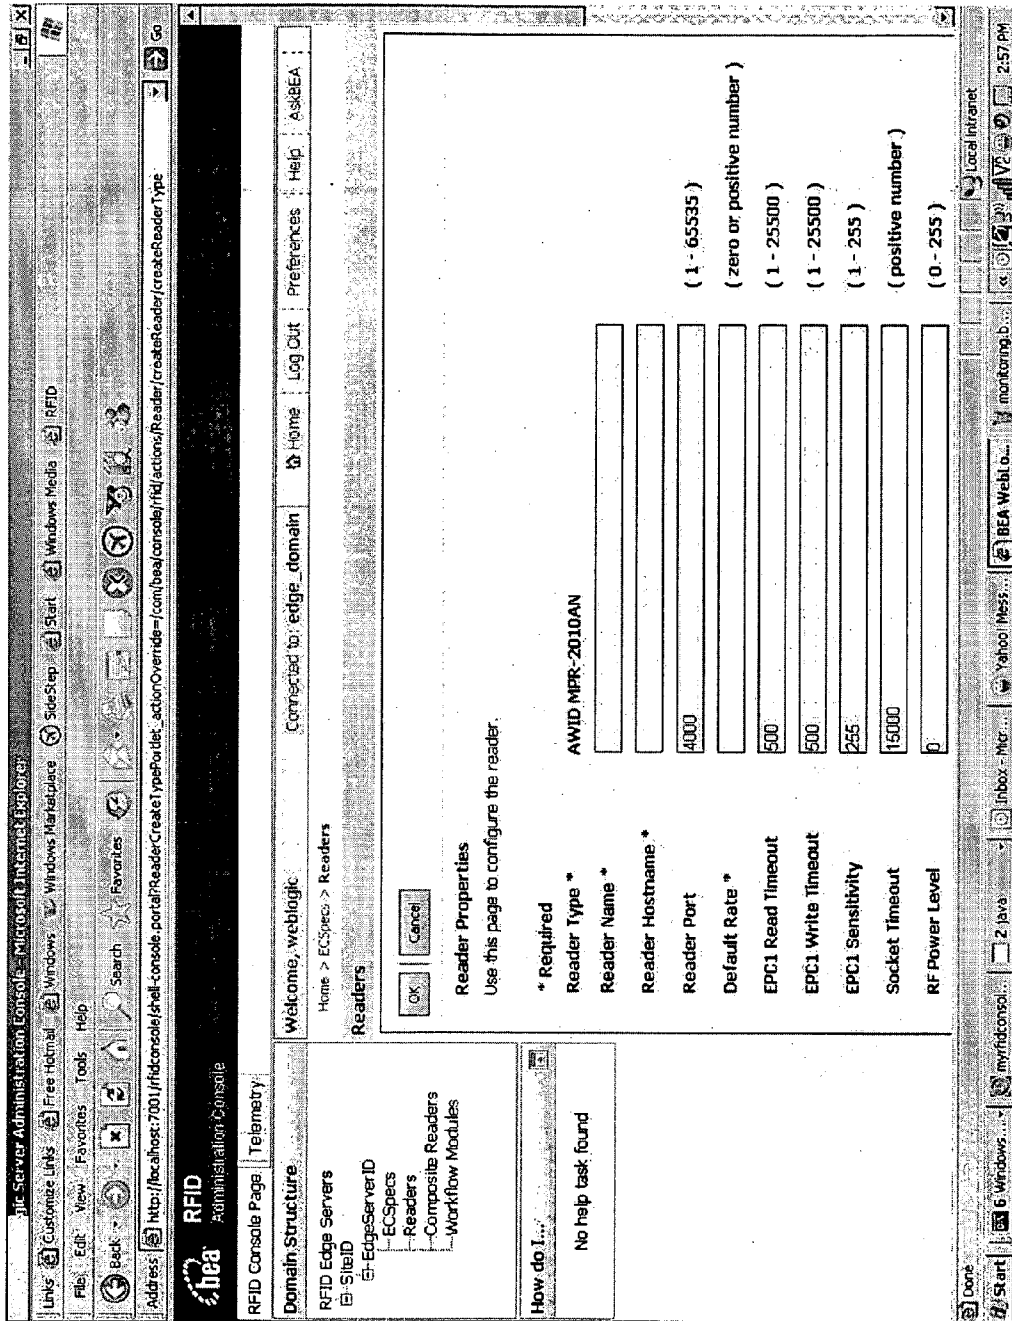 gic Server Administration Console - Microsoft Internet Explorer
Links Customize Links Free Hotmail Windows Windows Marketplace SideStep Start Windows Media RFID
File Edit View Favorites Tools Help
Back Search Favorites
Address http://localhost:7001/rfidconsole/shell-console.portal?ReaderCreateTypePortlet_actionOverride=/com/bea/console/rfid/actions/Reader/createReader/createReaderType Go
bea RFID
Administration Console
RFID Console Page Telemetry
Domain Structure
RFID Edge Servers
SiteID
EdgeServerID
ECSpecs
Readers
Composite Readers
Workflow Modules
How do I...
No help task found
Welcome, weblogic Connected to: edge_domain Home Log Out Preferences Help AskBEA
Home > ECSpecs > Readers
Readers
OK Cancel
Reader Properties
Use this page to configure the reader.
* Required
Reader Type * AWID MPR-2010AN
Reader Name *
Reader Hostname *
Reader Port 4000 ( 1 - 65535 )
Default Rate * ( zero or positive number )
EPC1 Read Timeout 500 ( 1 - 25500 )
EPC1 Write Timeout 500 ( 1 - 25500 )
EPC1 Sensitivity 255 ( 1 - 255 )
Socket Timeout 15000 ( positive number )
RF Power Level 0 ( 0 - 255 )
Done Local intranet
Start 6 Windows... myrfidconsol... 2 Java Inbox - Micr... Yahoo! Mess... BEA WebLo... monitoring.b... 2:57 PM